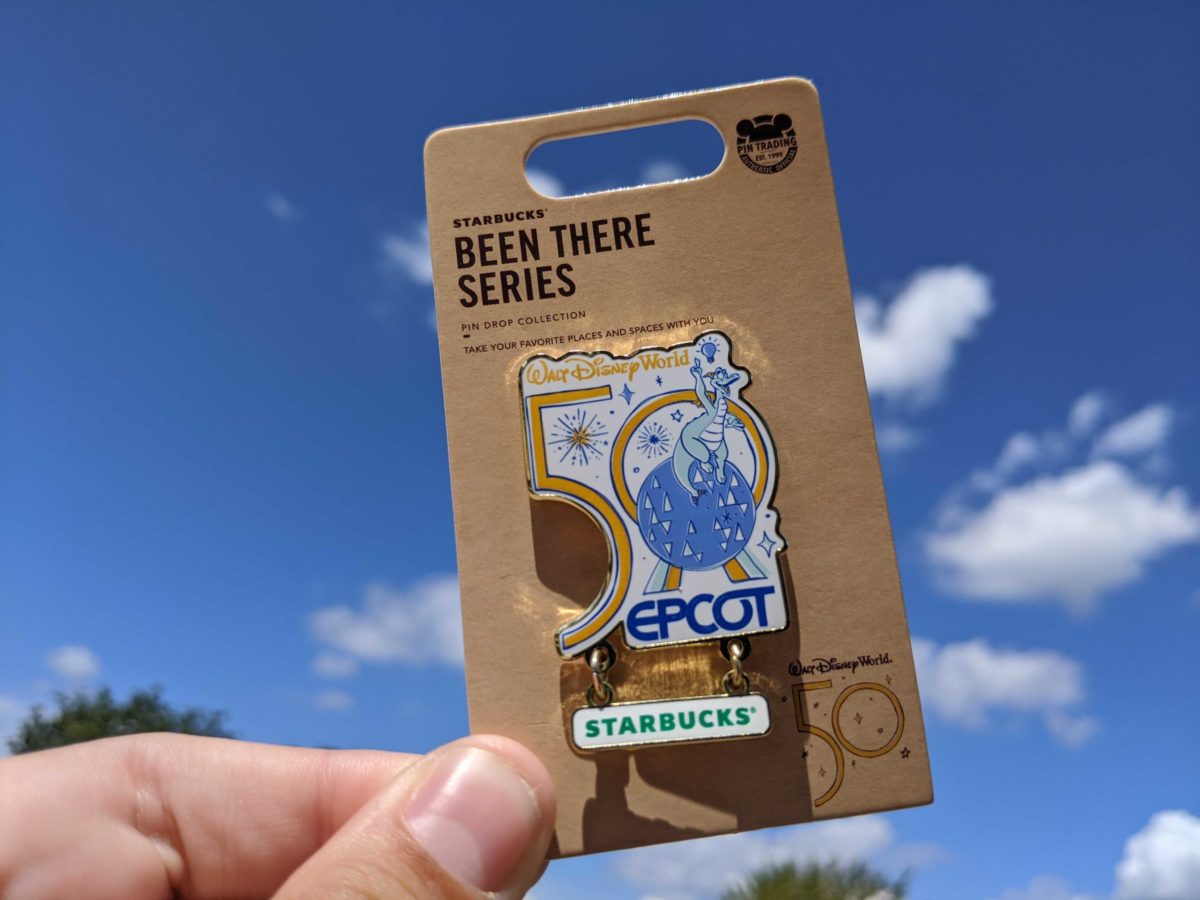 PIN TRADING
EST. 1999
AUTHENTIC OFFICIAL
STARBUCKS®
BEEN THERE
SERIES
PIN DROP COLLECTION
TAKE YOUR FAVORITE PLACES AND SPACES WITH YOU
WALT DISNEY WORLD
50
EPCOT
STARBUCKS®
WALT DISNEY WORLD®
50